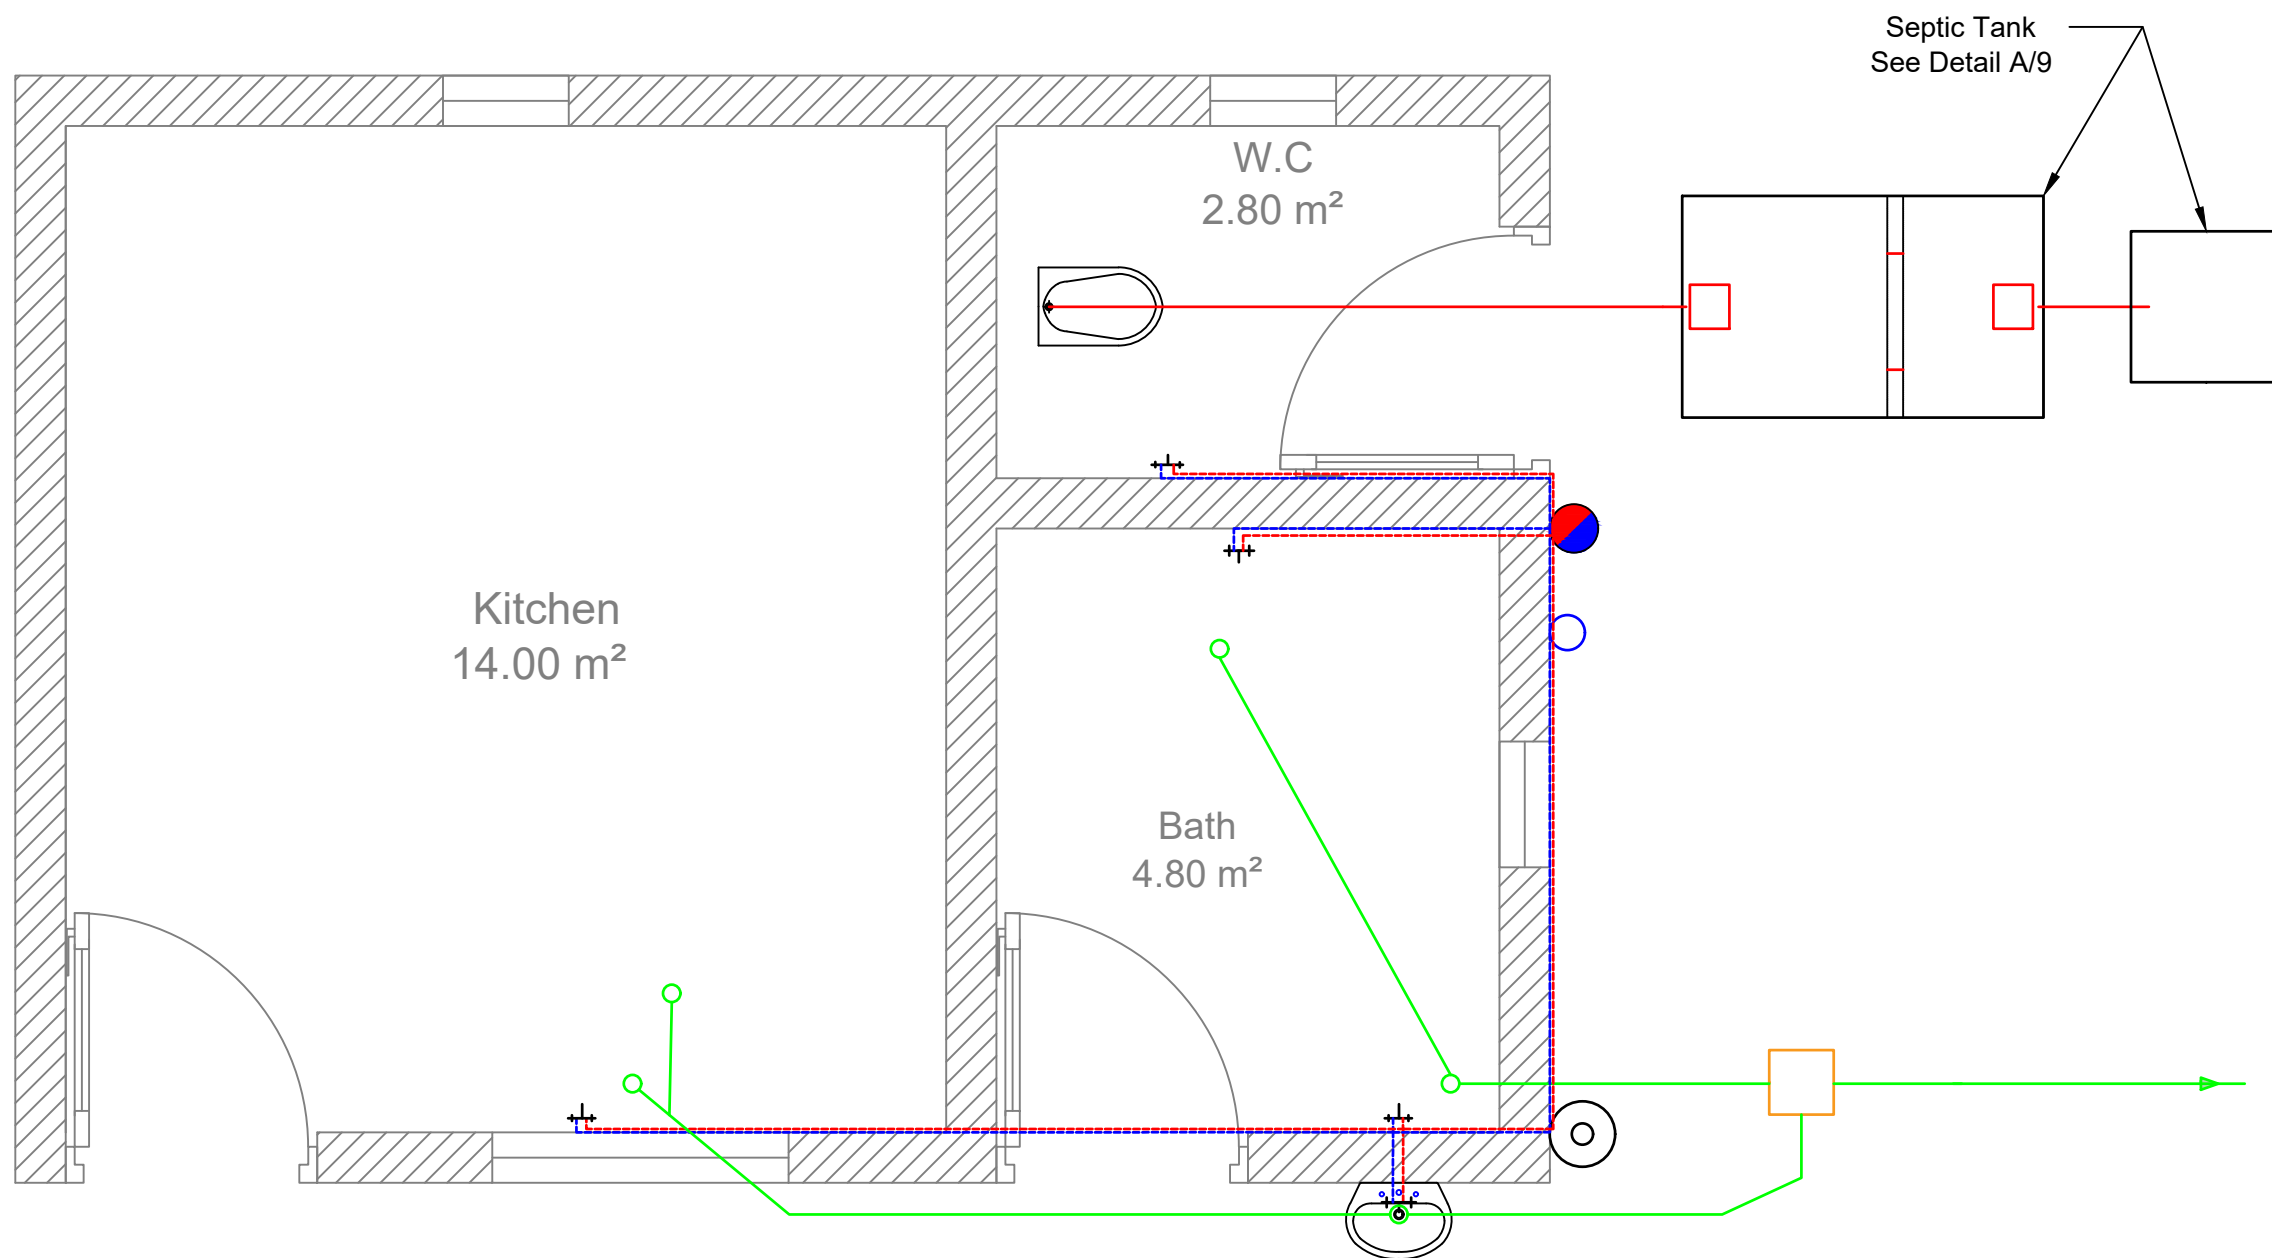 Septic Tank
See Detail A/9
W.C
2.80 m²
Kitchen
14.00 m²
Bath
4.80 m²